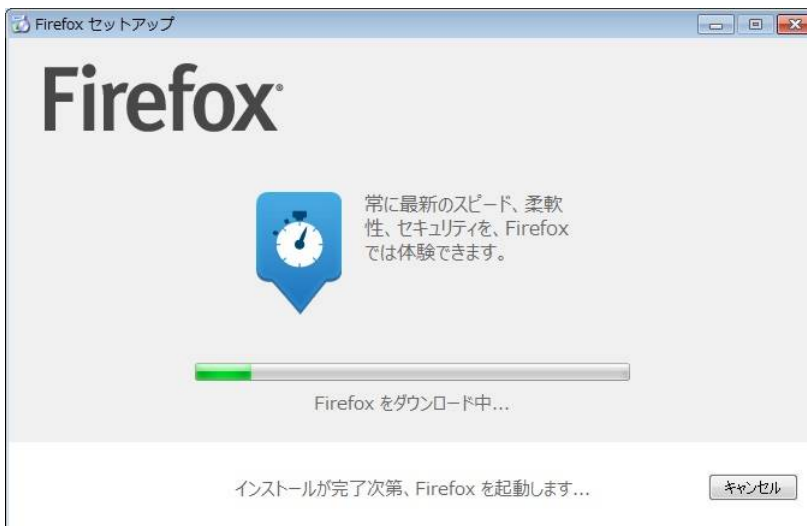 Firefox セットアップ
Firefox®
常に最新のスピード、柔軟
性、セキュリティを、Firefox
では体験できます。
Firefox をダウンロード中...
インストールが完了次第、Firefox を起動します...
キャンセル